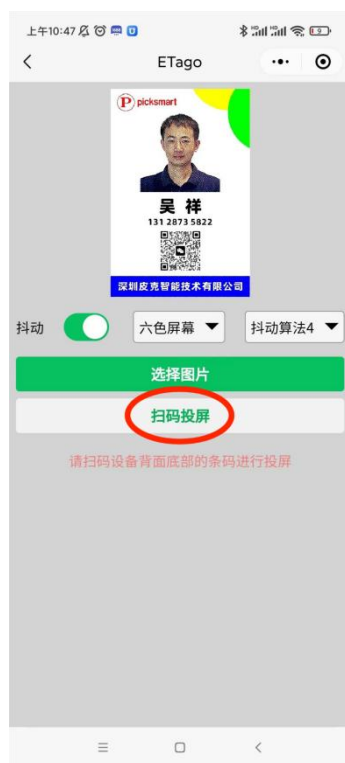 上午10:47
ETago
picksmart
吴 祥
131 2873 5822
深圳皮克智能技术有限公司
抖动 六色屏幕 抖动算法4
选择图片
扫码投屏
请扫码设备背面底部的条码进行投屏